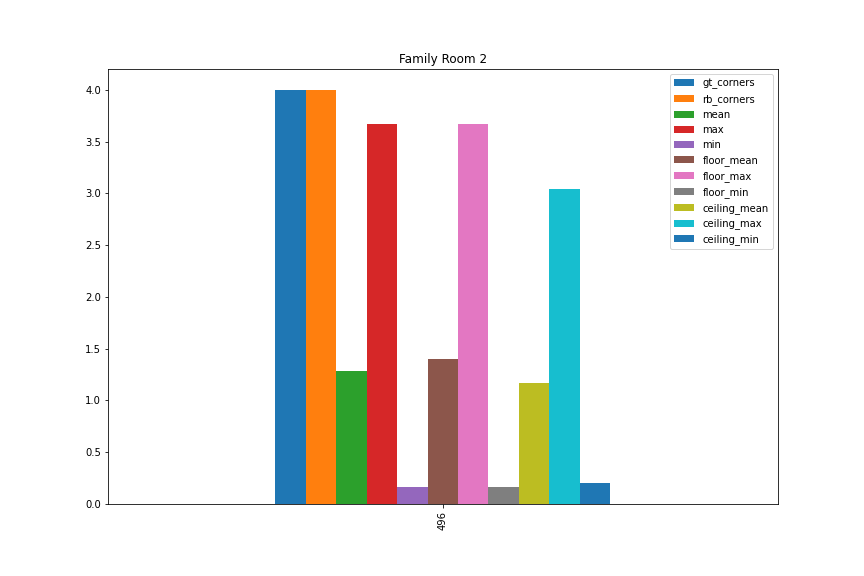 Family Room 2
4.0
3.5
3.0
2.5
2.0
1.5
1.0
0.5
0.0
496
gt_corners
rb_corners
mean
max
min
floor_mean
floor_max
floor_min
ceiling_mean
ceiling_max
ceiling_min